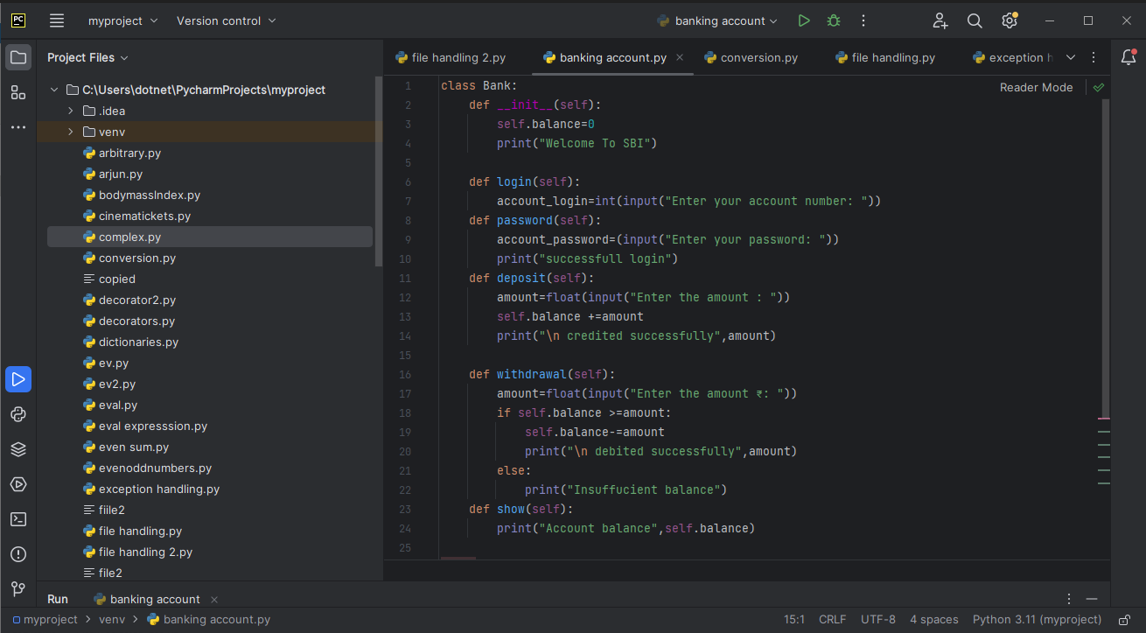 PC myproject Version control banking account
Project Files
file handling 2.py banking account.py conversion.py file handling.py exception h
C:\Users\dotnet\PycharmProjects\myproject
.idea
venv
arbitrary.py
arjun.py
bodymassIndex.py
cinematickets.py
complex.py
conversion.py
copied
decorator2.py
decorators.py
dictionaries.py
ev.py
ev2.py
eval.py
eval expresssion.py
even sum.py
evenoddnumbers.py
exception handling.py
fiile2
file handling.py
file handling 2.py
file2
Reader Mode
1 class Bank:
2     def __init__(self):
3         self.balance=0
4         print("Welcome To SBI")
5
6     def login(self):
7         account_login=int(input("Enter your account number: "))
8     def password(self):
9         account_password=(input("Enter your password: "))
10         print("successfull login")
11     def deposit(self):
12         amount=float(input("Enter the amount : "))
13         self.balance +=amount
14         print("\n credited successfully",amount)
15
16     def withdrawal(self):
17         amount=float(input("Enter the amount ₹: "))
18         if self.balance >=amount:
19             self.balance-=amount
20             print("\n debited successfully",amount)
21         else:
22             print("Insuffucient balance")
23     def show(self):
24         print("Account balance",self.balance)
25
Run banking account
myproject venv banking account.py 15:1 CRLF UTF-8 4 spaces Python 3.11 (myproject)